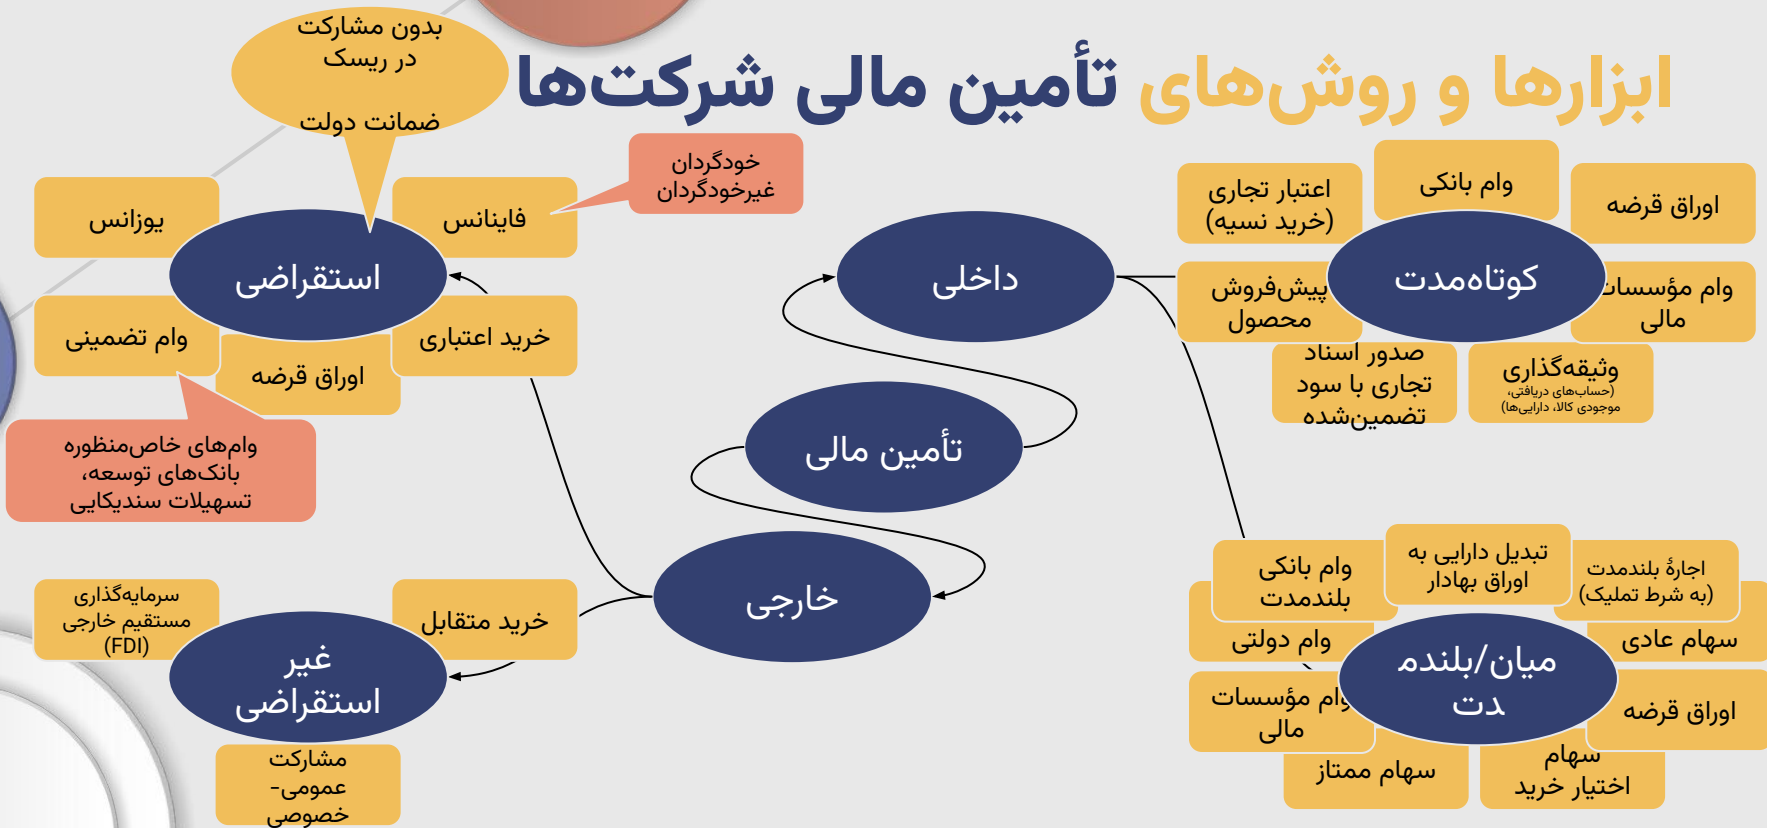 ابزارها و روش‌های تأمین مالی شرکت‌ها
بدون مشارکت
در ریسک
ضمانت دولت
خودگردان
غیرخودگردان
فاینانس
یوزانس
استقراضی
خرید اعتباری
وام تضمینی
اوراق قرضه
وام‌های خاص‌منظوره
بانک‌های توسعه،
تسهیلات سندیکایی
اعتبار تجاری
(خرید نسیه)
وام بانکی
اوراق قرضه
داخلی
کوتاه‌مدت
پیش‌فروش
محصول
وام مؤسسات
مالی
صدور اسناد
تجاری با سود
تضمین‌شده
وثیقه‌گذاری
(حساب‌های دریافتی،
موجودی کالا، دارایی‌ها)
تأمین مالی
خارجی
سرمایه‌گذاری
مستقیم خارجی
(FDI)
خرید متقابل
غیر
استقراضی
مشارکت
عمومی-
خصوصی
وام بانکی
بلندمدت
تبدیل دارایی به
اوراق بهادار
اجارهٔ بلندمدت
(به شرط تملیک)
وام دولتی
سهام عادی
میان/بلندم
دت
وام مؤسسات
مالی
اوراق قرضه
سهام ممتاز
سهام
اختیار خرید